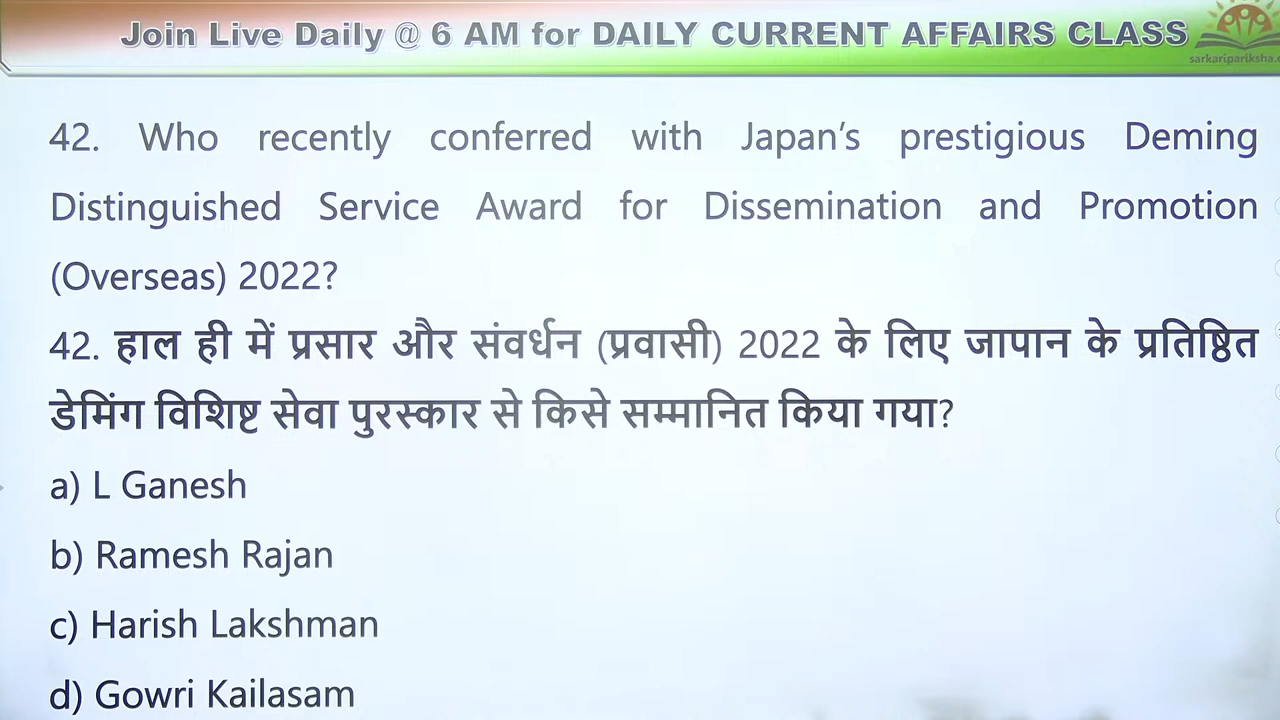 Join Live Daily @ 6 AM for DAILY CURRENT AFFAIRS CLASS
42. Who recently conferred with Japan’s prestigious Deming
Distinguished Service Award for Dissemination and Promotion
(Overseas) 2022?
42. हाल ही में प्रसार और संवर्धन (प्रवासी) 2022 के लिए जापान के प्रतिष्ठित
डेमिंग विशिष्ट सेवा पुरस्कार से किसे सम्मानित किया गया?
a) L Ganesh
b) Ramesh Rajan
c) Harish Lakshman
d) Gowri Kailasam